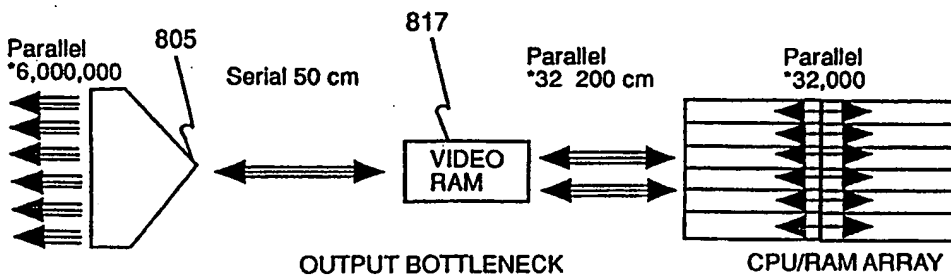 805
817
Parallel
*6,000,000
Serial 50 cm
Parallel
*32 200 cm
Parallel
*32,000
VIDEO
RAM
OUTPUT BOTTLENECK
CPU/RAM ARRAY